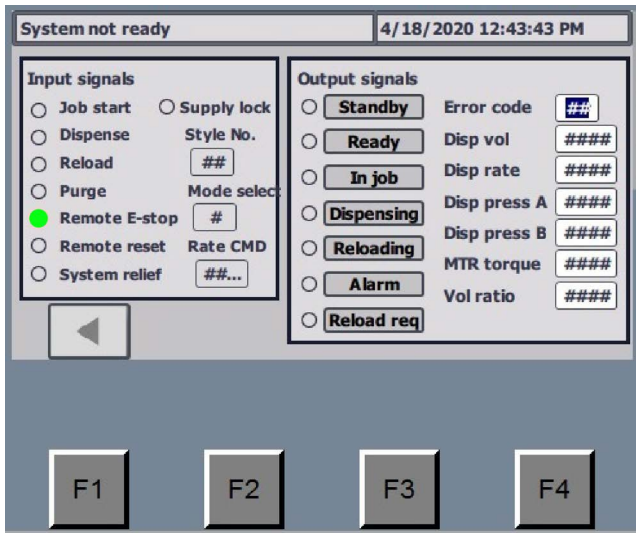 System not ready
4/18/2020 12:43:43 PM
Input signals
Job start
Supply lock
Dispense
Style No.
Reload
##
Purge
Mode select
Remote E-stop
#
Remote reset
Rate CMD
System relief
##...
Output signals
Standby
Error code
##
Ready
Disp vol
####
In job
Disp rate
####
Dispensing
Disp press A
####
Disp press B
####
Reloading
MTR torque
####
Alarm
Vol ratio
####
Reload req
F1
F2
F3
F4